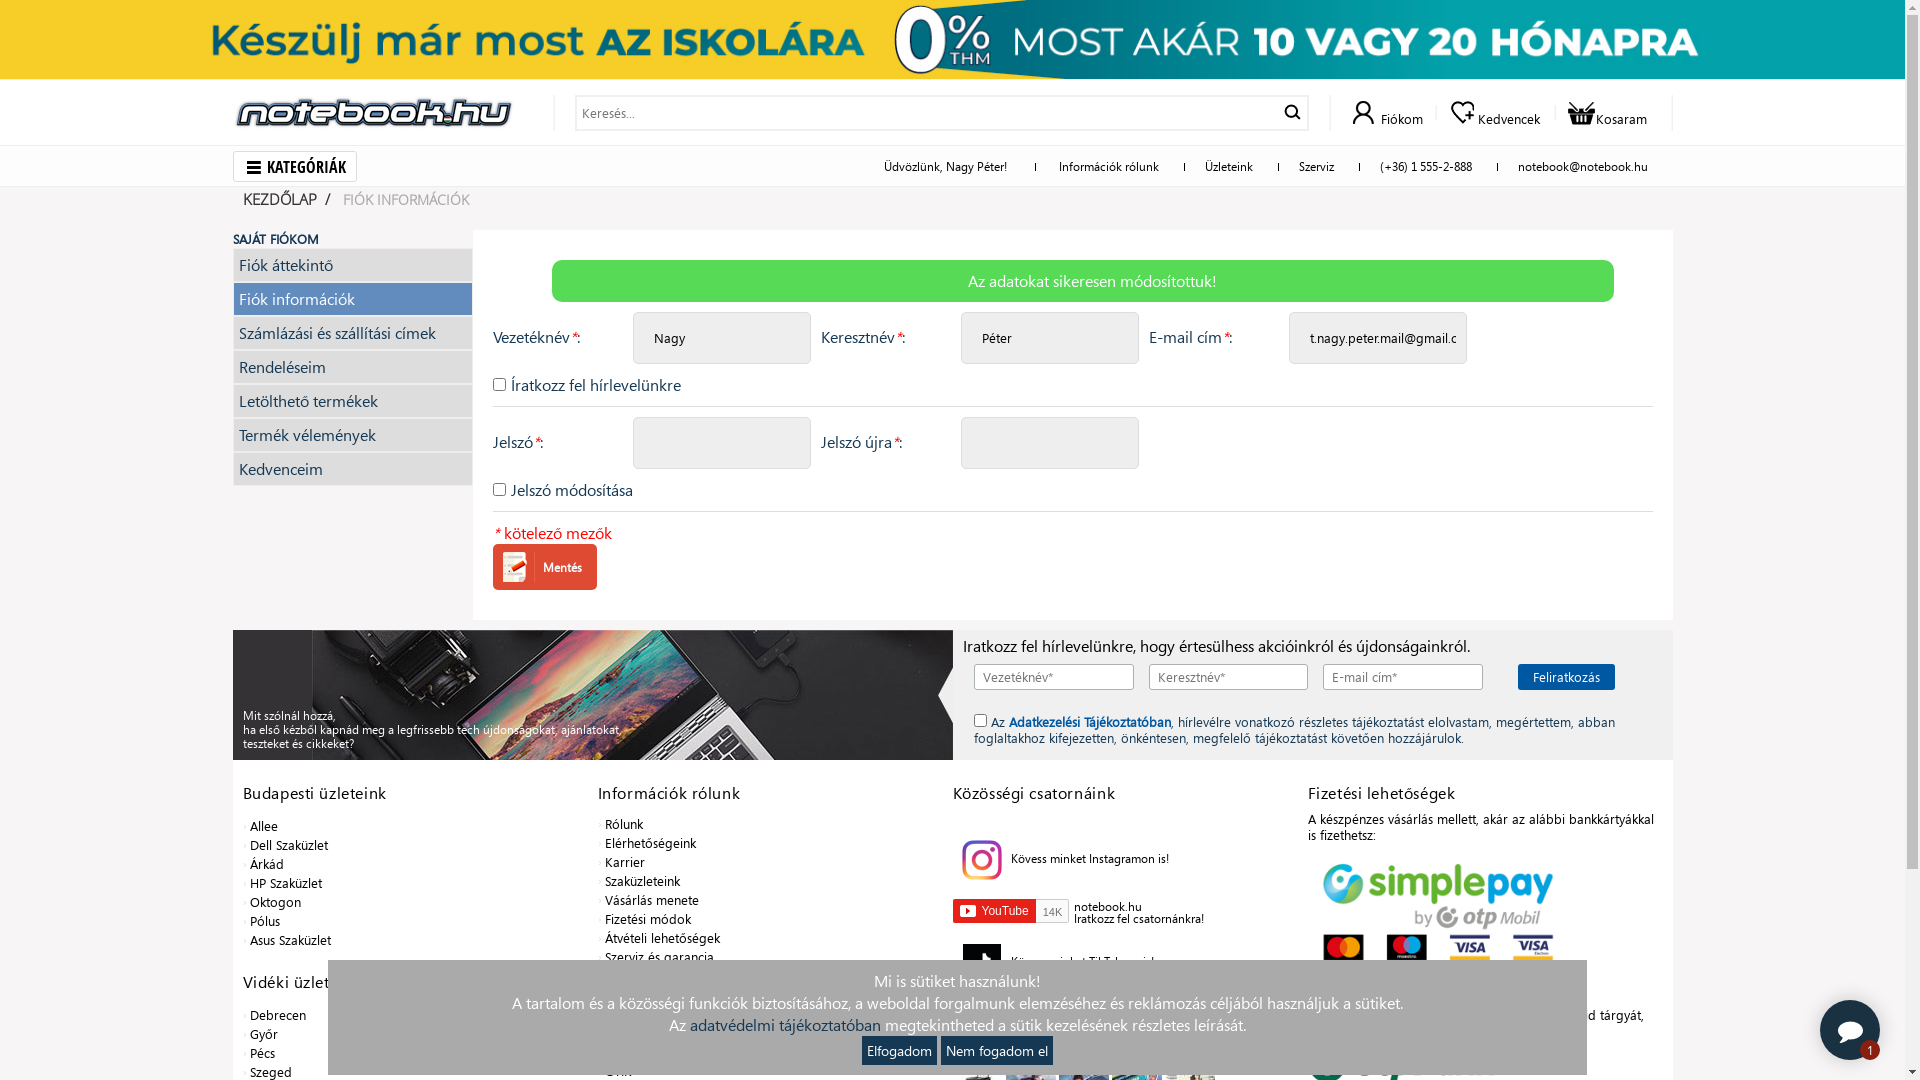 Készülj már most AZ ISKOLÁRA 0% THM MOST AKÁR 10 VAGY 20 HÓNAPRA
notebook.hu
Keresés...
Fiókom
Kedvencek
Kosaram
KATEGÓRIÁK
Üdvözlünk, Nagy Péter!
Információk rólunk
Üzleteink
Szerviz
(+36) 1 555-2-888
notebook@notebook.hu
KEZDŐLAP / FIÓK INFORMÁCIÓK
SAJÁT FIÓKOM
Fiók áttekintő
Fiók információk
Számlázási és szállítási címek
Rendeléseim
Letölthető termékek
Termék vélemények
Kedvenceim
Az adatokat sikeresen módosítottuk!
Vezetéknév*: Nagy
Keresztnév*: Péter
E-mail cím*: t.nagy.peter.mail@gmail.c
Íratkozz fel hírlevelünkre
Jelszó*:
Jelszó újra*:
Jelszó módosítása
* kötelező mezők
Mentés
Mit szólnál hozzá,
ha első kézből kapnád meg a legfrissebb tech újdonságokat, ajánlatokat,
teszteket és cikkeket?
Iratkozz fel hírlevelünkre, hogy értesülhess akcióinkról és újdonságainkról.
Vezetéknév*
Keresztnév*
E-mail cím*
Feliratkozás
Az Adatkezelési Tájékoztatóban, hírlevélre vonatkozó részletes tájékoztatást elolvastam, megértettem, abban
foglaltakhoz kifejezetten, önkéntesen, megfelelő tájékoztatást követően hozzájárulok.
Budapesti üzleteink
Allee
Dell Szaküzlet
Árkád
HP Szaküzlet
Oktogon
Pólus
Asus Szaküzlet
Vidéki üzlet
Debrecen
Győr
Pécs
Szeged
Információk rólunk
Rólunk
Elérhetőségeink
Karrier
Szaküzleteink
Vásárlás menete
Fizetési módok
Átvételi lehetőségek
Szerviz és garancia
Közösségi csatornáink
Kövess minket Instagramon is!
YouTube 14K
notebook.hu
Iratkozz fel csatornánkra!
Fizetési lehetőségek
A készpénzes vásárlás mellett, akár az alábbi bankkártyákkal
is fizethetsz:
simplepay
by otp Mobil
maestro
VISA
VISA
d tárgyát,
Mi is sütiket használunk!
A tartalom és a közösségi funkciók biztosításához, a weboldal forgalmunk elemzéséhez és reklámozás céljából használjuk a sütiket.
Az adatvédelmi tájékoztatóban megtekintheted a sütik kezelésének részletes leírását.
Elfogadom
Nem fogadom el
1